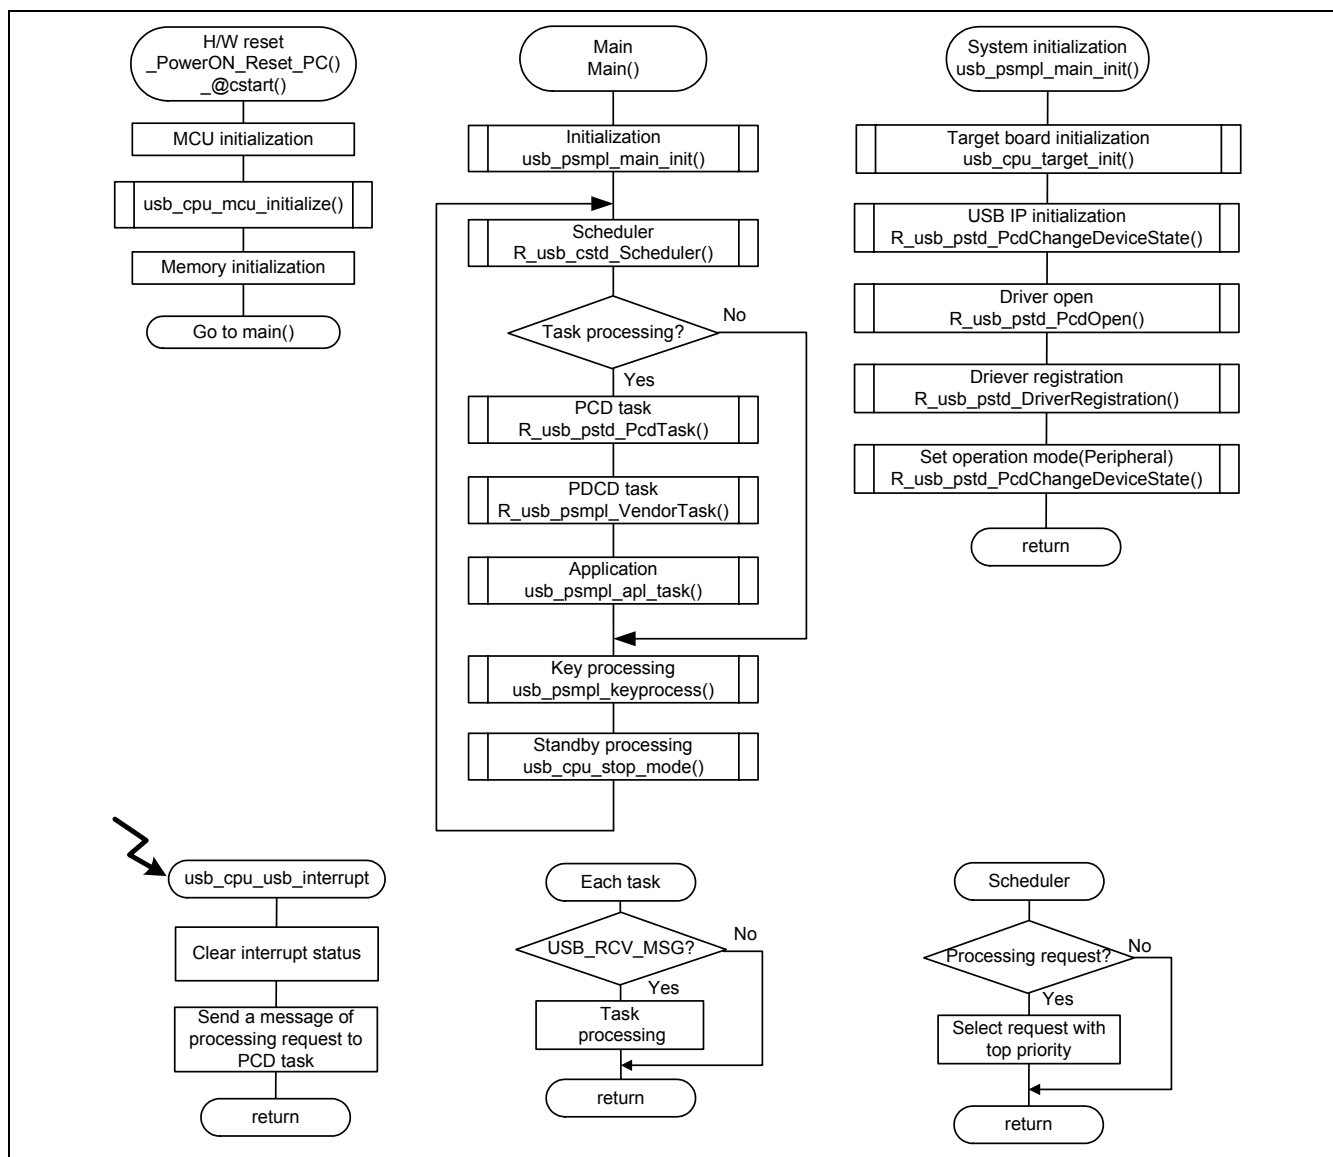 H/W reset
_PowerON_Reset_PC()
_@cstart()
MCU initialization
usb_cpu_mcu_initialize()
Memory initialization
Go to main()
Main
Main()
Initialization
usb_psmpl_main_init()
Scheduler
R_usb_cstd_Scheduler()
Task processing?
No
Yes
PCD task
R_usb_pstd_PcdTask()
PDCD task
R_usb_psmpl_VendorTask()
Application
usb_psmpl_apl_task()
Key processing
usb_psmpl_keyprocess()
Standby processing
usb_cpu_stop_mode()
System initialization
usb_psmpl_main_init()
Target board initialization
usb_cpu_target_init()
USB IP initialization
R_usb_pstd_PcdChangeDeviceState()
Driver open
R_usb_pstd_PcdOpen()
Driever registration
R_usb_pstd_DriverRegistration()
Set operation mode(Peripheral)
R_usb_pstd_PcdChangeDeviceState()
return
usb_cpu_usb_interrupt
Clear interrupt status
Send a message of
processing request to
PCD task
return
Each task
USB_RCV_MSG?
No
Yes
Task
processing
return
Scheduler
Processing request?
No
Yes
Select request with
top priority
return